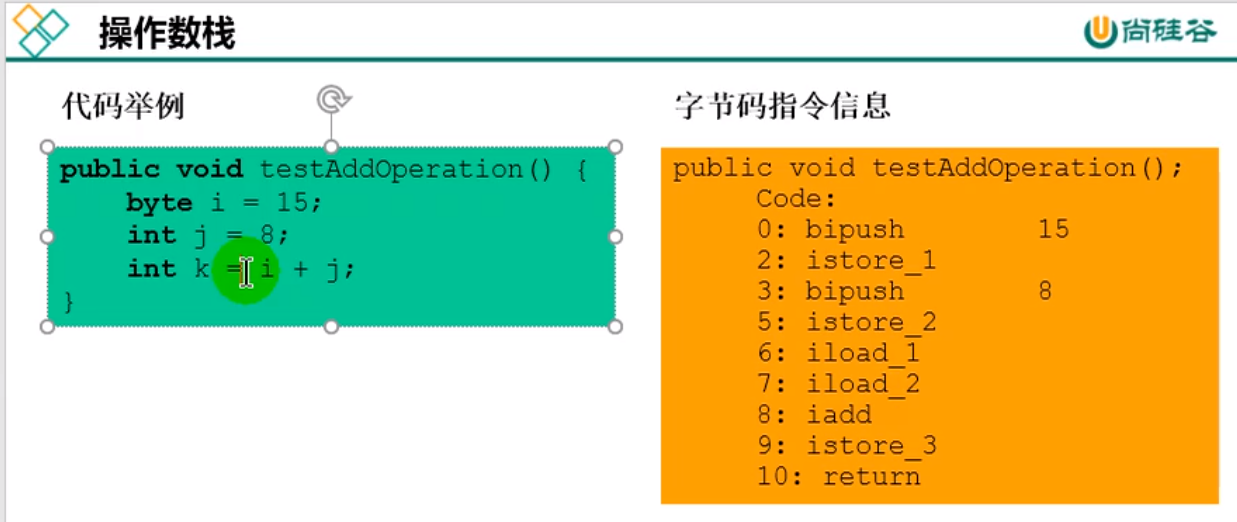 操作数栈
尚硅谷
代码举例
public void testAddOperation() {
byte i = 15;
int j = 8;
int k = i + j;
}
字节码指令信息
public void testAddOperation();
Code:
0: bipush 15
2: istore_1
3: bipush 8
5: istore_2
6: iload_1
7: iload_2
8: iadd
9: istore_3
10: return